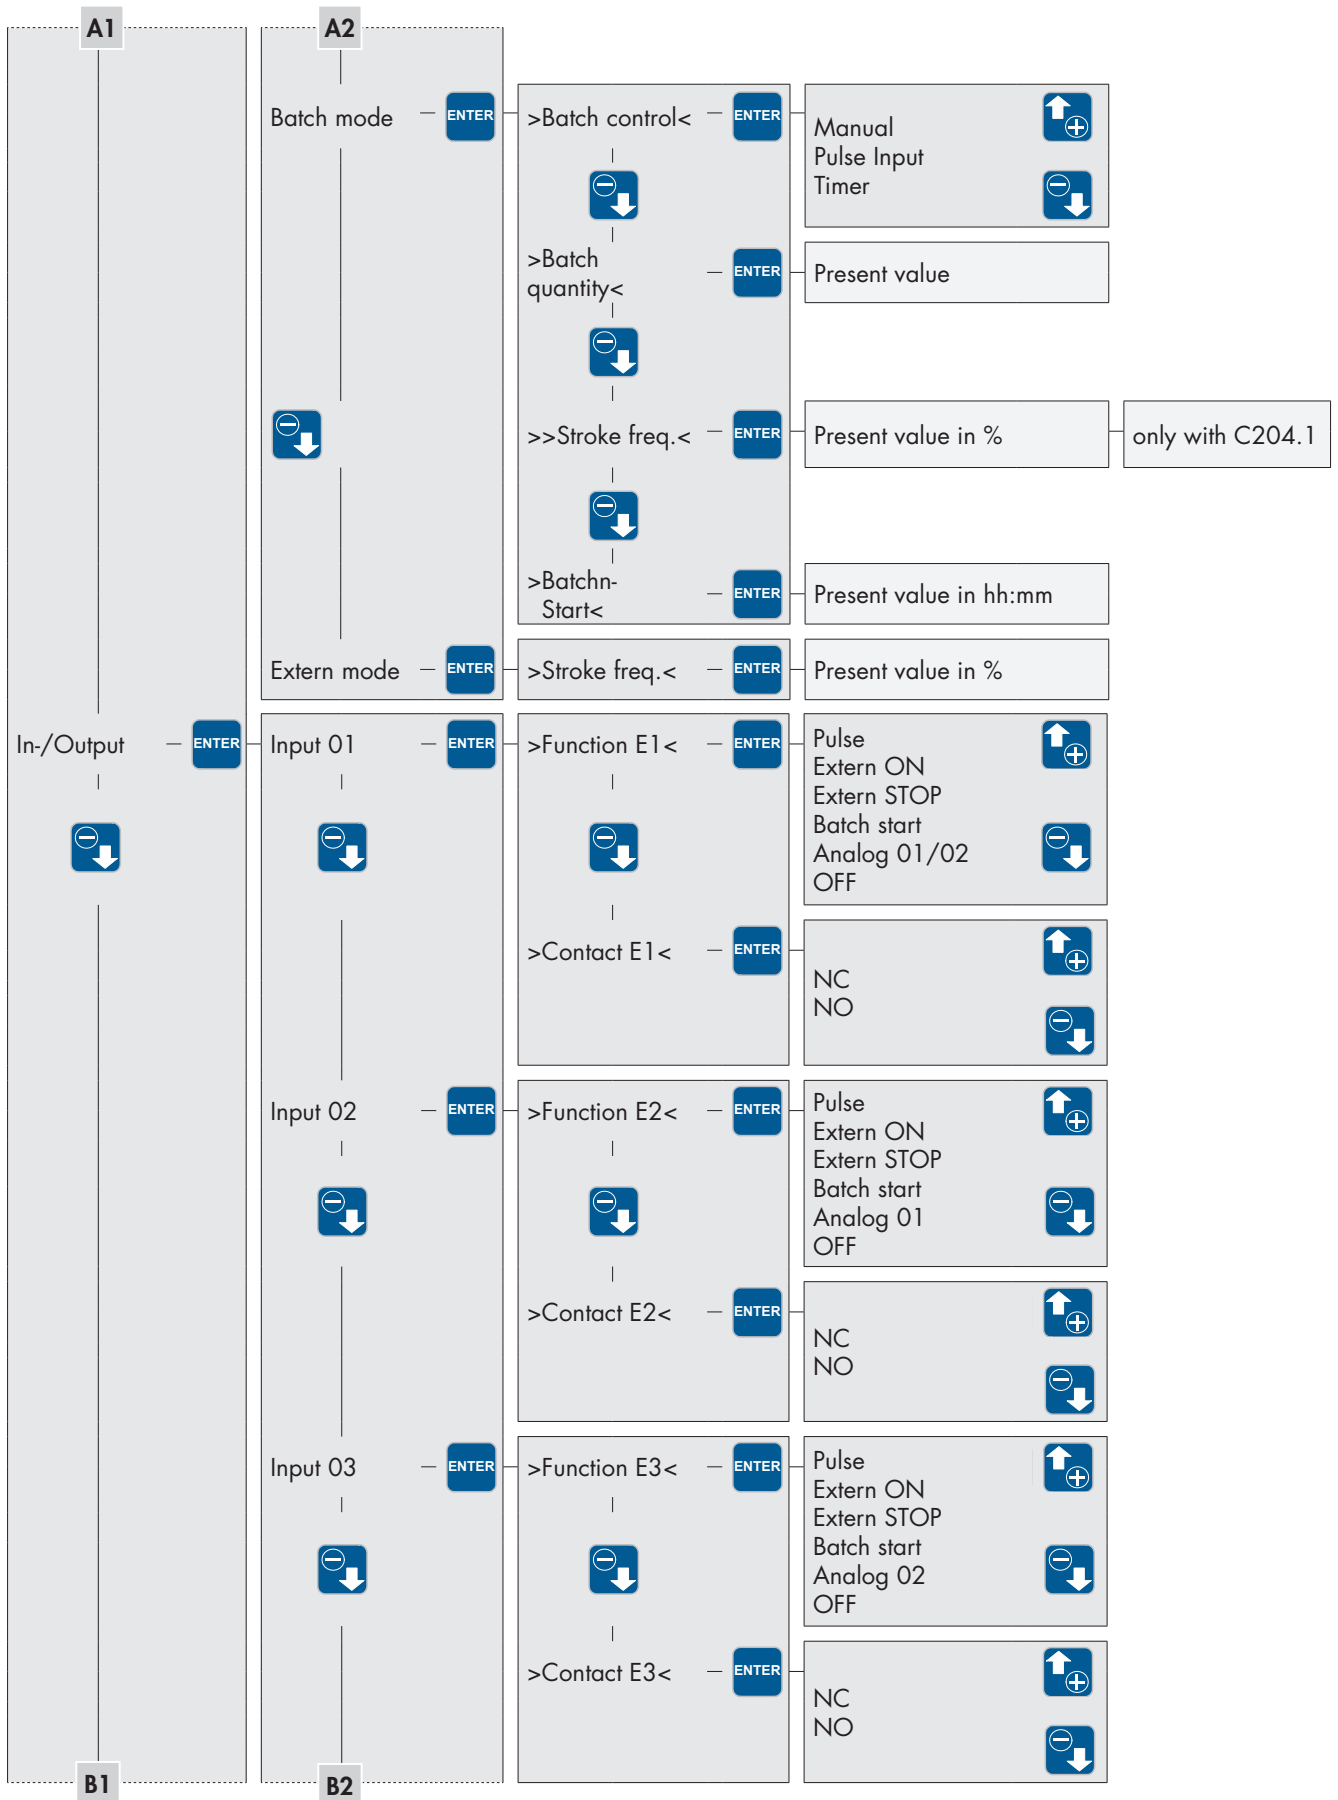 A1
A2
Batch mode
ENTER
>Batch control<
ENTER
Manual
Pulse Input
Timer
>Batch
quantity<
ENTER
Present value
>>Stroke freq.<
ENTER
Present value in %
only with C204.1
>Batchn-
Start<
ENTER
Present value in hh:mm
Extern mode
ENTER
>Stroke freq.<
ENTER
Present value in %
In-/Output
ENTER
Input 01
ENTER
>Function E1<
ENTER
Pulse
Extern ON
Extern STOP
Batch start
Analog 01/02
OFF
>Contact E1<
ENTER
NC
NO
Input 02
ENTER
>Function E2<
ENTER
Pulse
Extern ON
Extern STOP
Batch start
Analog 01
OFF
>Contact E2<
ENTER
NC
NO
Input 03
ENTER
>Function E3<
ENTER
Pulse
Extern ON
Extern STOP
Batch start
Analog 02
OFF
>Contact E3<
ENTER
NC
NO
B1
B2